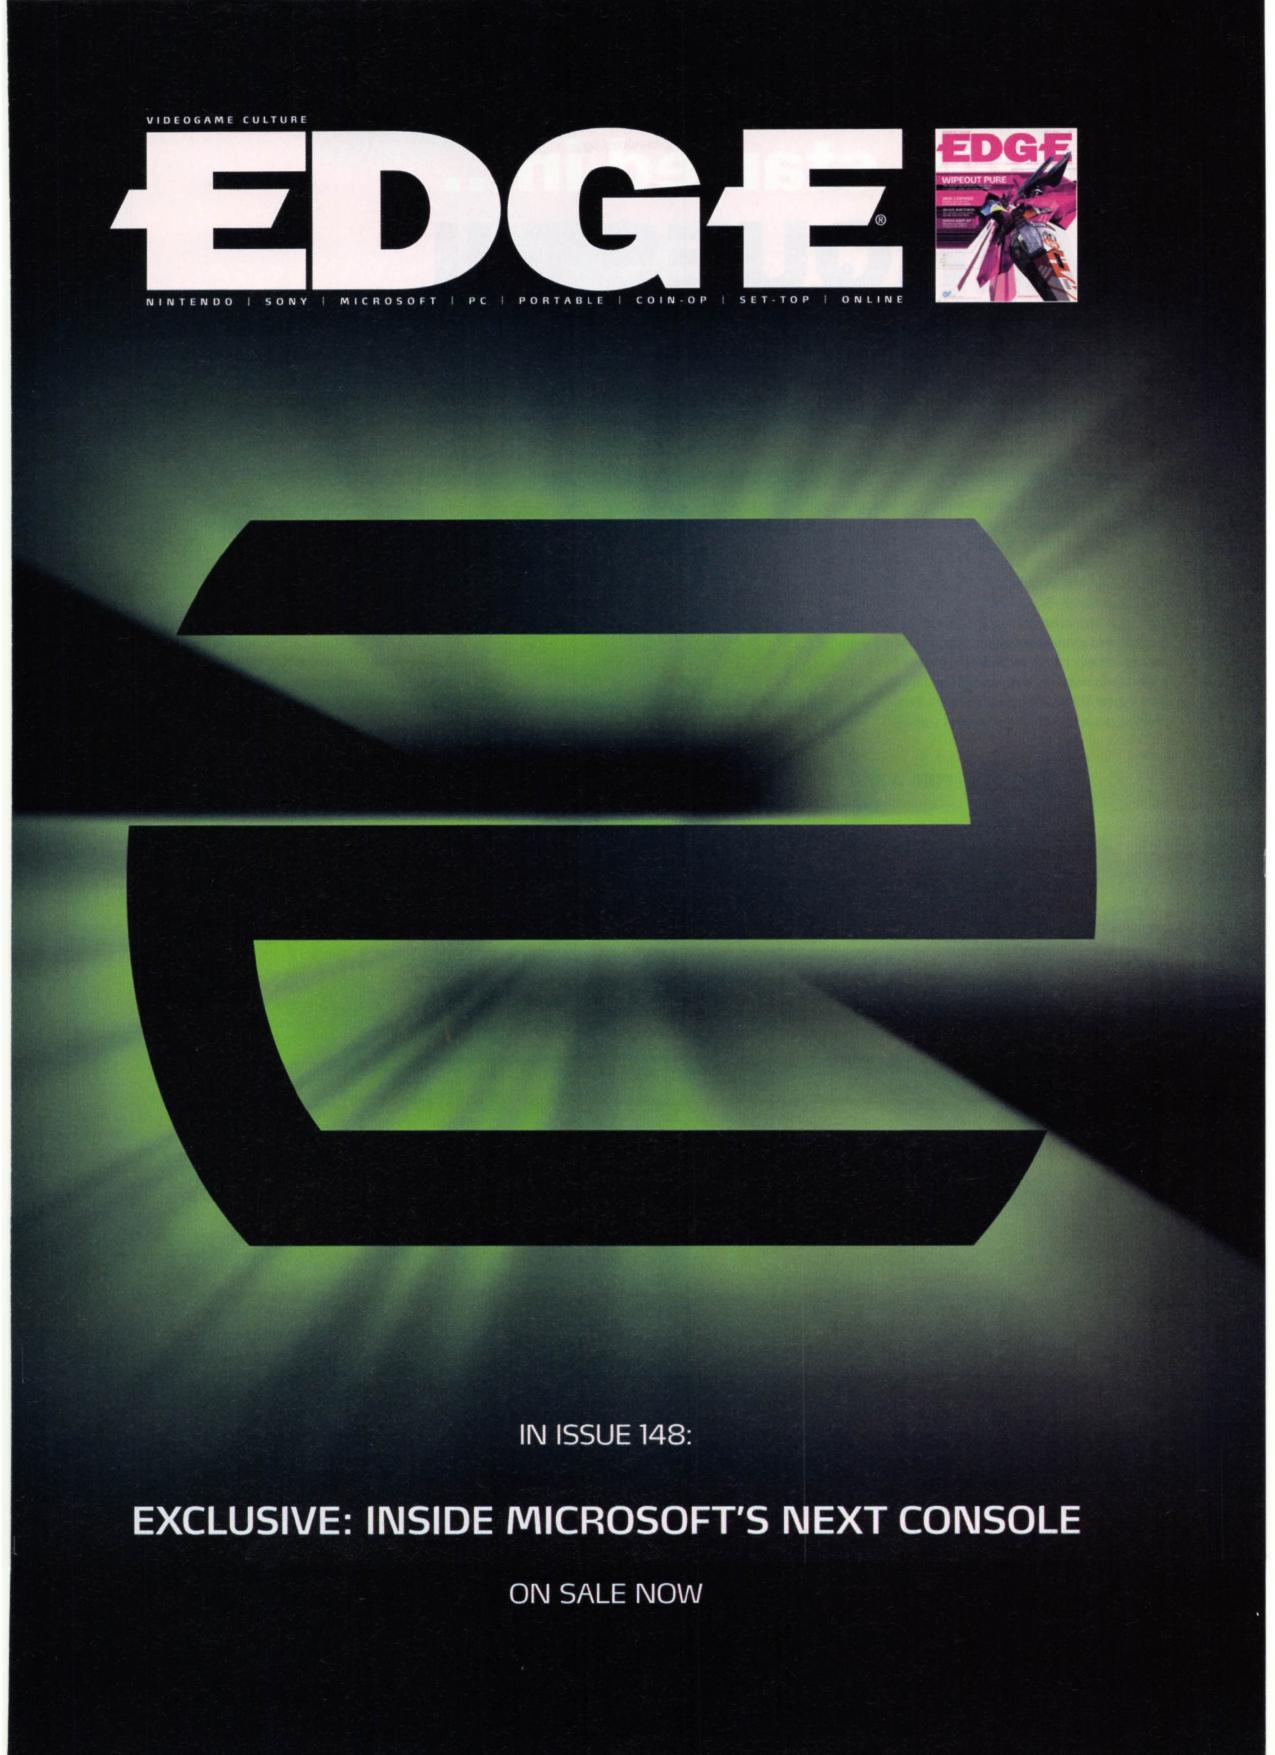 VIDEOGAME CULTURE
EDGE®
NINTENDO | SONY | MICROSOFT | PC | PORTABLE | COIN-OP | SET-TOP | ONLINE
EDGE
WIPEOUT PURE
IN ISSUE 148:
EXCLUSIVE: INSIDE MICROSOFT'S NEXT CONSOLE
ON SALE NOW